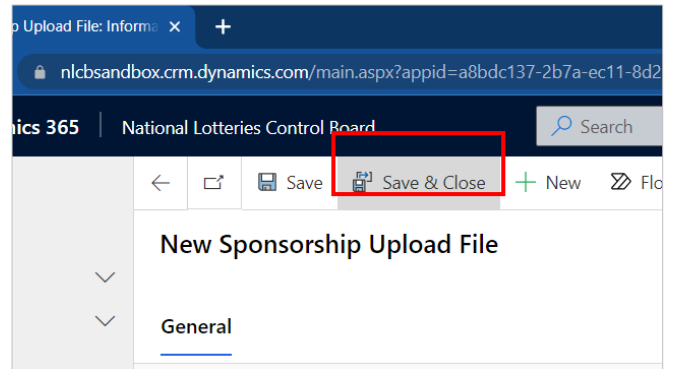 p Upload File: Informa
nlcbsandbox.crm.dynamics.com/main.aspx?appid=a8bdc137-2b7a-ec11-8d2
nics 365 National Lotteries Control Board Search
Save Save & Close New Flo
New Sponsorship Upload File
General